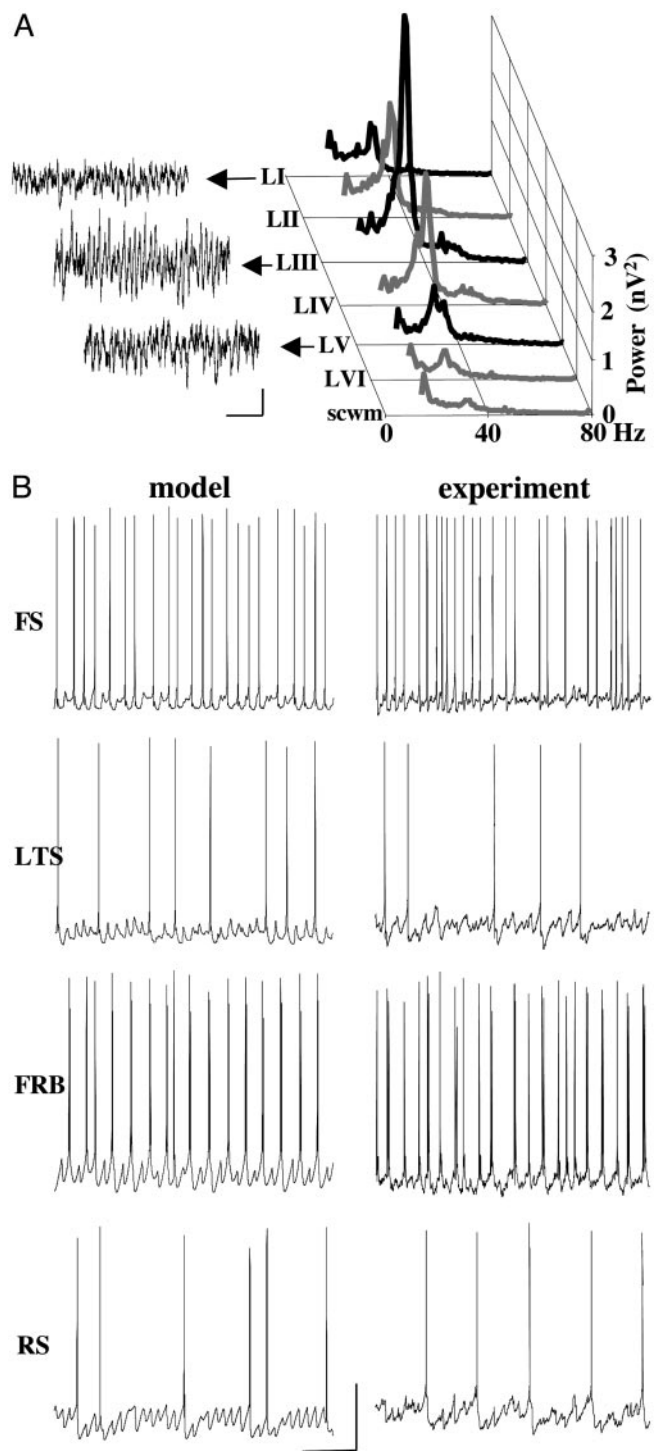 A
LI
LII
LIII
LIV
LV
LVI
scwm
3
2
1
0
Power (nV²)
0 40 80 Hz
B
model experiment
FS
LTS
FRB
RS